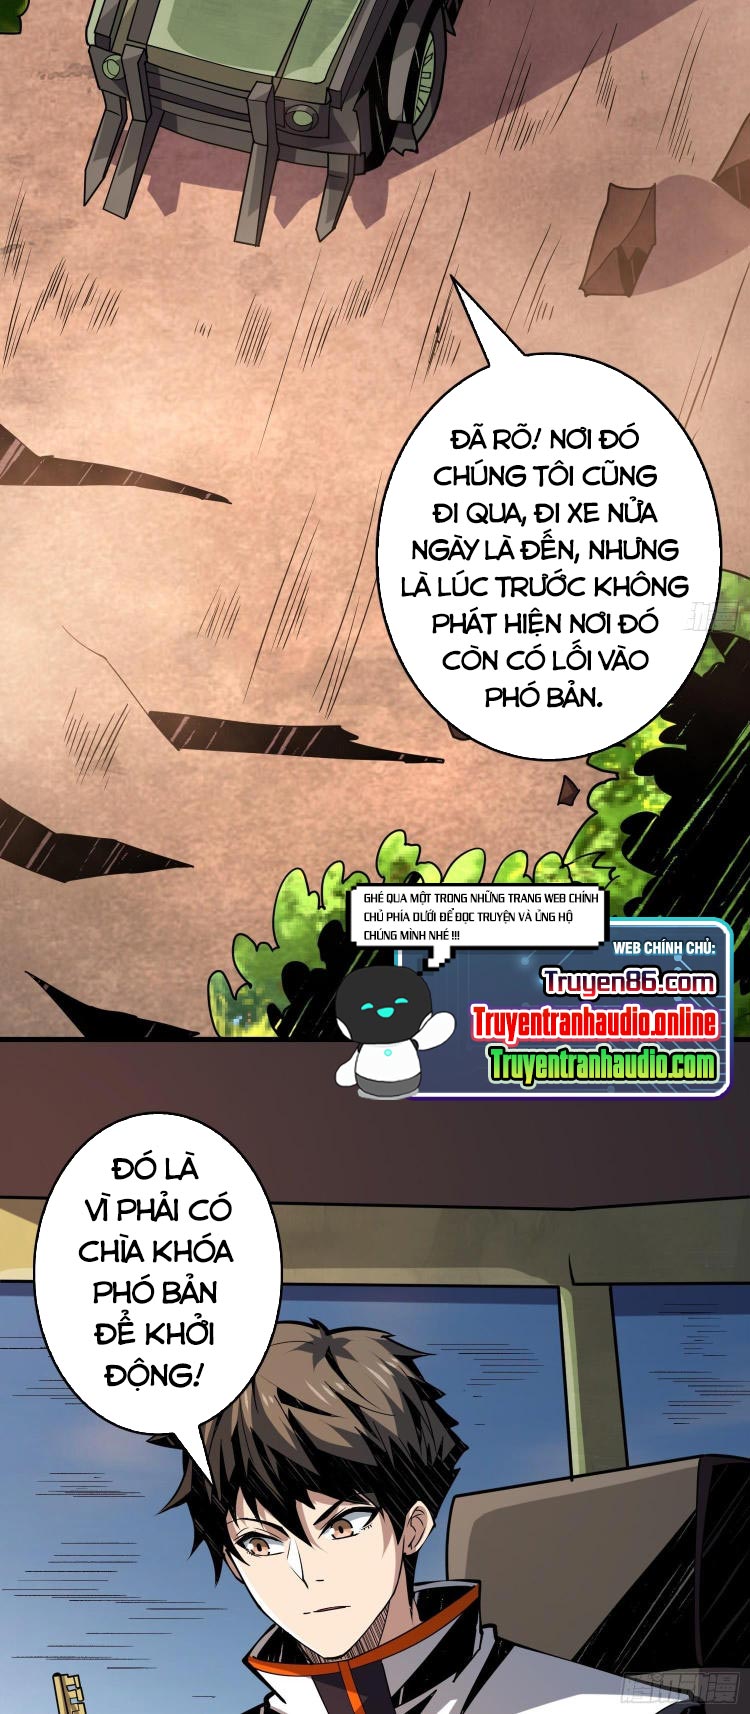 ĐÃ RÕ! NƠI ĐÓ
CHÚNG TÔI CŨNG
ĐI QUA, ĐI XE NỬA
NGÀY LÀ ĐẾN, NHƯNG
LÀ LÚC TRƯỚC KHÔNG
PHÁT HIỆN NƠI ĐÓ
CÒN CÓ LỐI VÀO
PHÓ BẢN.
GHÉ QUA MỘT TRONG NHỮNG TRANG WEB CHÍNH
CHỦ PHÍA DƯỚI ĐỂ ĐỌC TRUYỆN VÀ ỦNG HỘ
CHÚNG MÌNH NHÉ !!!
WEB CHÍNH CHỦ:
Truyen86.com
Truyentranhaudio.online
Truyentranhaudio.com
ĐÓ LÀ
VÌ PHẢI CÓ
CHÌA KHÓA
PHÓ BẢN
ĐỂ KHỞI
ĐỘNG!